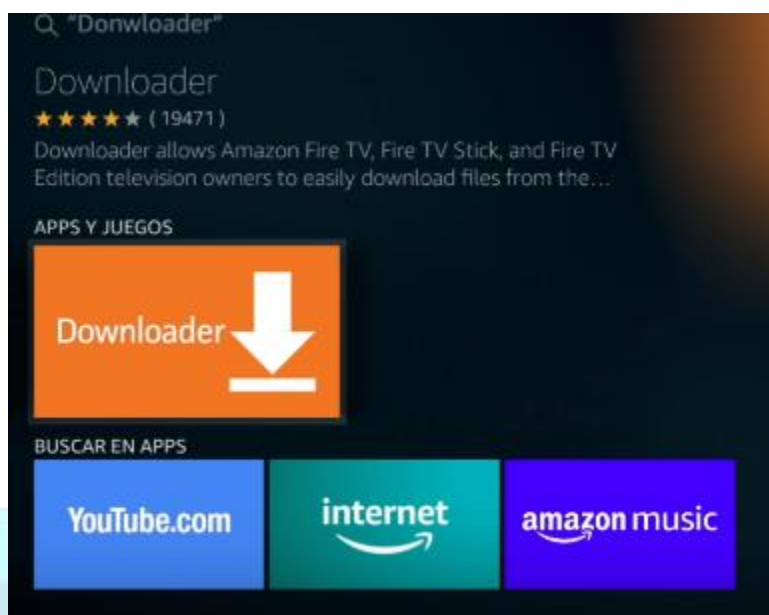 "Donwloader"
Downloader
(19471)
Downloader allows Amazon Fire TV, Fire TV Stick, and Fire TV
Edition television owners to easily download files from the...
APPS Y JUEGOS
Downloader
BUSCAR EN APPS
YouTube.com
internet
amazon music